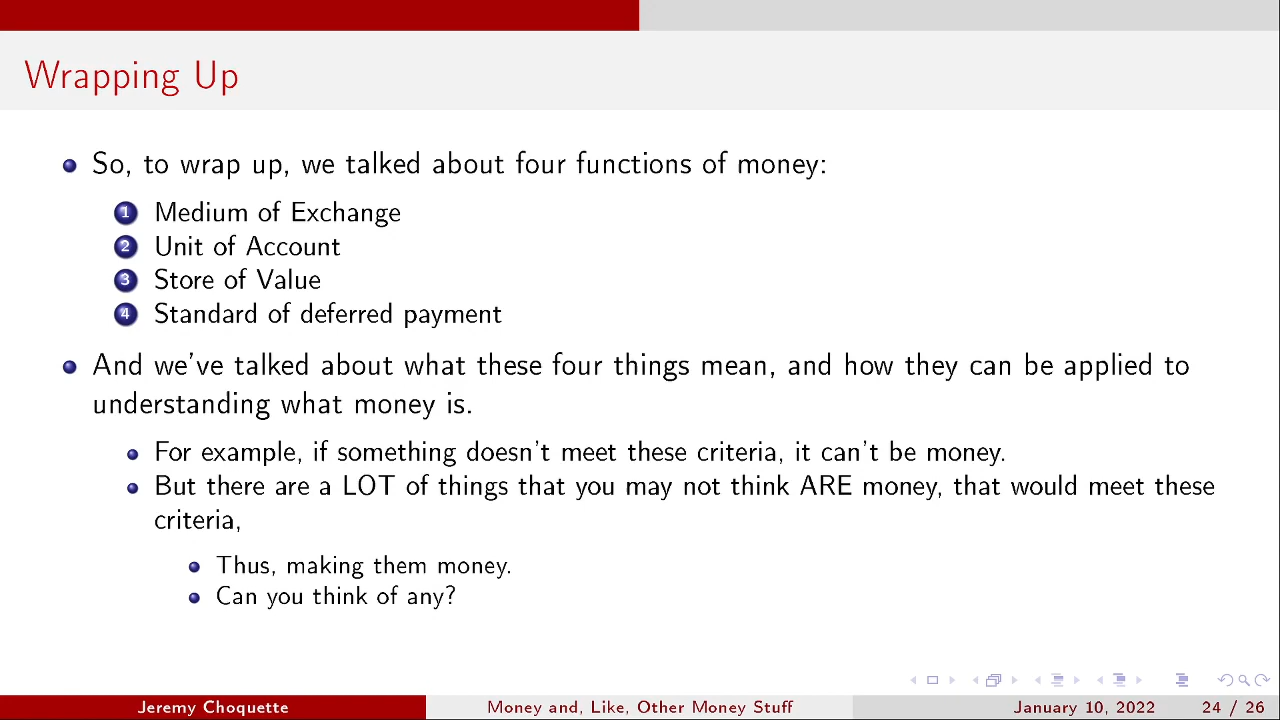 Wrapping Up
So, to wrap up, we talked about four functions of money:
1 Medium of Exchange
2 Unit of Account
3 Store of Value
4 Standard of deferred payment
And we've talked about what these four things mean, and how they can be applied to
understanding what money is.
For example, if something doesn't meet these criteria, it can't be money.
But there are a LOT of things that you may not think ARE money, that would meet these
criteria,
Thus, making them money.
Can you think of any?
Jeremy Choquette Money and, Like, Other Money Stuff January 10, 2022 24 / 26